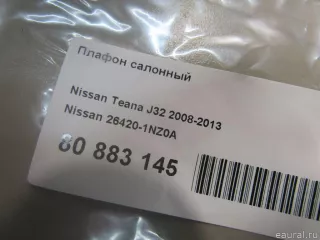 Плафон салонный
Nissan Teana J32 2008-2013
Nissan 26420-1NZ0A
80 883 145
© eaural.ru